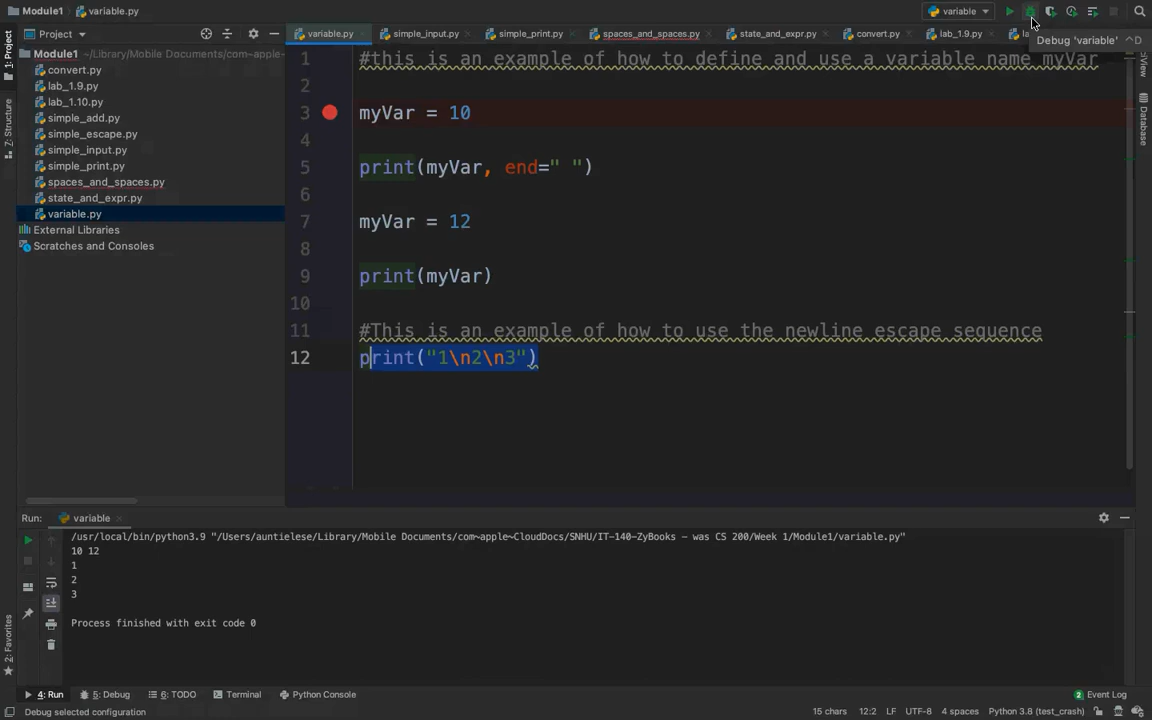 Module1 variable.py
variable
Debug 'variable' ^D
1: Project
Project
variable.py
simple_input.py
simple_print.py
spaces_and_spaces.py
state_and_expr.py
convert.py
lab_1.9.py
Module1 ~/Library/Mobile Documents/com~apple~
convert.py
lab_1.9.py
lab_1.10.py
simple_add.py
simple_escape.py
simple_input.py
simple_print.py
spaces_and_spaces.py
state_and_expr.py
variable.py
External Libraries
Scratches and Consoles
Z: Structure
2: Favorites
Database
1 #this is an example of how to define and use a variable name myVar
2
3 myVar = 10
4
5 print(myVar, end=" ")
6
7 myVar = 12
8
9 print(myVar)
10
11 #This is an example of how to use the newline escape sequence
12 print("1\n2\n3")
Run: variable
/usr/local/bin/python3.9 "/Users/auntielese/Library/Mobile Documents/com~apple~CloudDocs/SNHU/IT-140-ZyBooks – was CS 200/Week 1/Module1/variable.py"
10 12
1
2
3
Process finished with exit code 0
4: Run 5: Debug 6: TODO Terminal Python Console 2 Event Log
Debug selected configuration 15 chars 12:2 LF UTF-8 4 spaces Python 3.8 (test_crash)